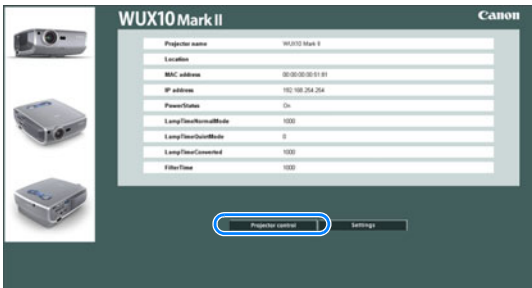 WUX10 Mark II
Canon
Projector name WUX10 Mark II
Location
MAC address 00:00:00:00:51:81
IP address 192.168.254.254
PowerStatus On
LampTimeNormalMode 1000
LampTimeQuietMode 0
LampTimeConverted 1000
FilterTime 1000
Projector control
Settings